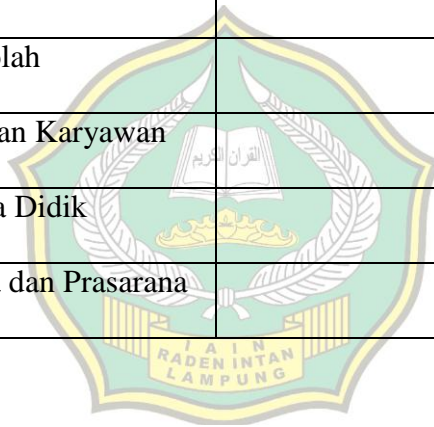 lah
an Karyawan
Didik
dan Prasarana
القرآن الكريم
I A I N
RADEN INTAN
LAMPUNG